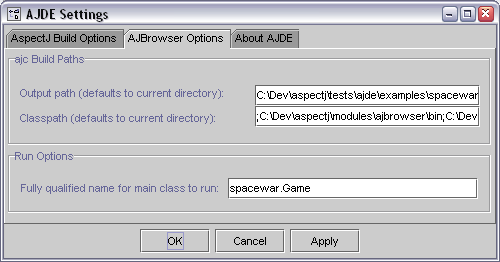 AJDE Settings
AspectJ Build Options AJBrowser Options About AJDE
ajc Build Paths
Output path (defaults to current directory): C:\Dev\aspectj\tests\ajde\examples\spacewar
Classpath (defaults to current directory): ;C:\Dev\aspectj\modules\ajbrowser\bin;C:\Dev
Run Options
Fully qualified name for main class to run: spacewar.Game
OK Cancel Apply